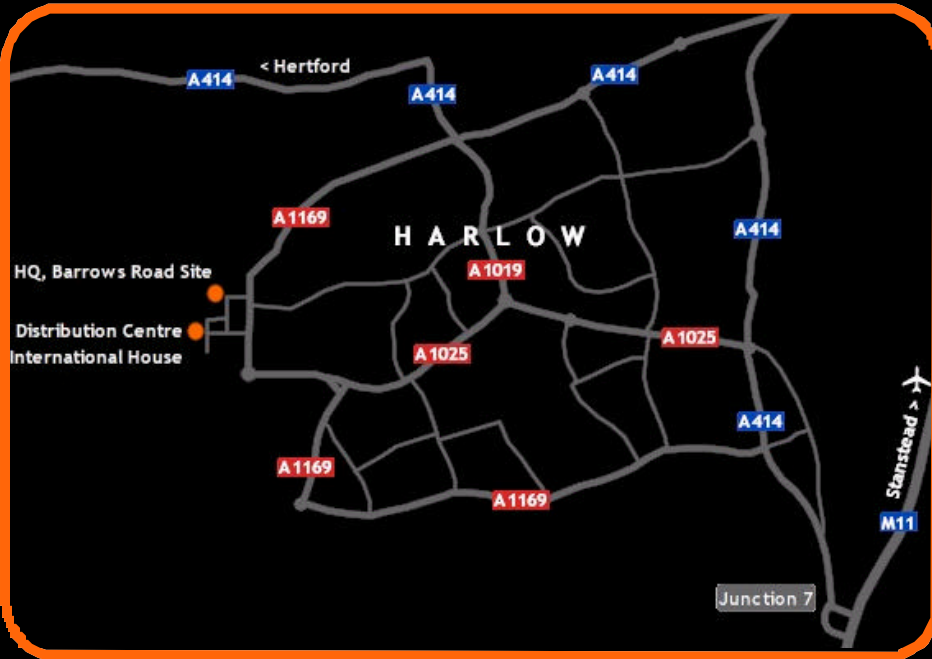 < Hertford
A414
A414
A414
A1169
HARLOW
A414
HQ, Barrows Road Site
A1019
Distribution Centre
International House
A1025
A1025
A414
Stanstead >
A1169
A1169
M11
Junction 7